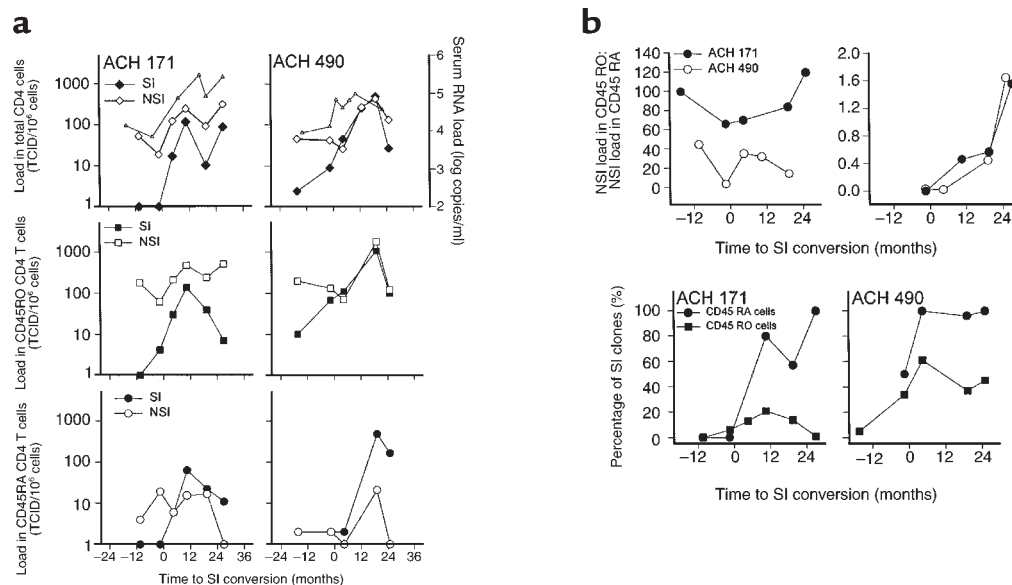 a
ACH 171
SI
NSI
ACH 490
Load in total CD4 cells
(TCID/10⁶ cells)
1000
100
10
1
6
5
4
3
2
Serum RNA load (log copies/ml)
SI
NSI
Load in CD45RO CD4 T cells
(TCID/10⁶ cells)
1000
100
10
1
SI
NSI
Load in CD45RA CD4 T cells
(TCID/10⁶ cells)
1000
100
10
1
−24 −12 0 12 24 36
−24 −12 0 12 24 36
Time to SI conversion (months)
b
NSI load in CD45 RO:
NSI load in CD45 RA
140
120
100
80
60
40
20
0
ACH 171
ACH 490
−12 0 12 24
2.0
1.6
1.2
0.8
0.4
0.0
−12 0 12 24
Time to SI conversion (months)
Percentage of SI clones (%)
100
80
60
40
20
0
ACH 171
CD45 RA cells
CD45 RO cells
−12 0 12 24
ACH 490
−12 0 12 24
Time to SI conversion (months)